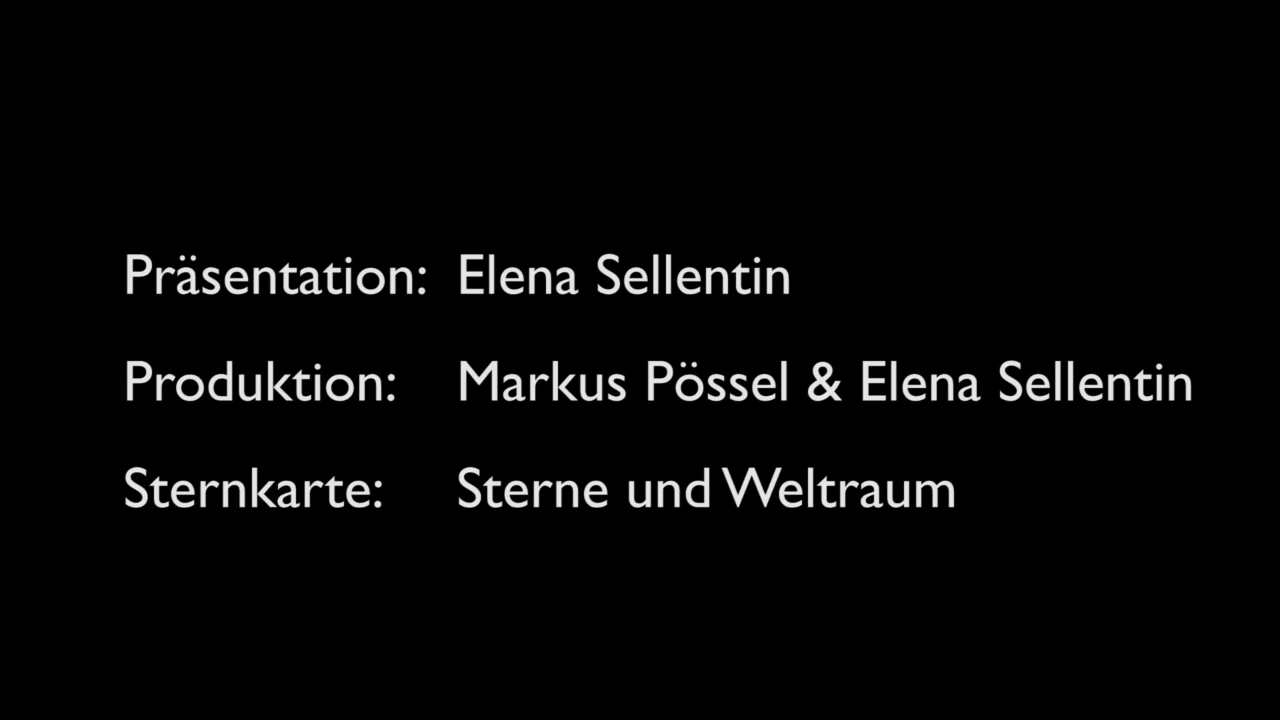 Präsentation: Elena Sellentin
Produktion: Markus Pössel & Elena Sellentin
Sternkarte: Sterne und Weltraum